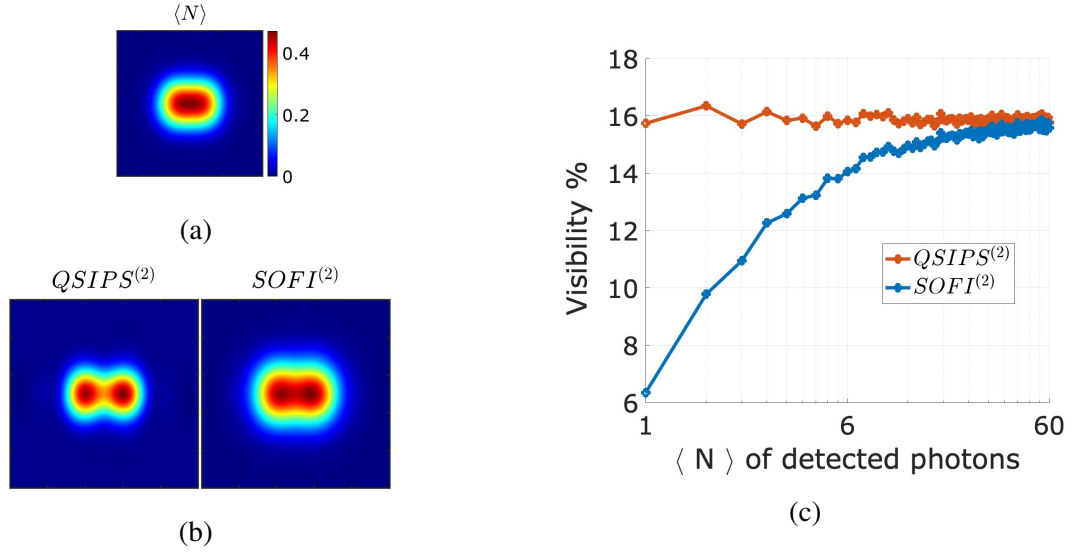 ⟨N⟩
0.4
0.2
0
(a)
QSIPS^{(2)} SOFI^{(2)}
(b)
18
16
14
12
10
8
6
Visibility %
QSIPS^{(2)}
SOFI^{(2)}
1 6 60
⟨ N ⟩ of detected photons
(c)